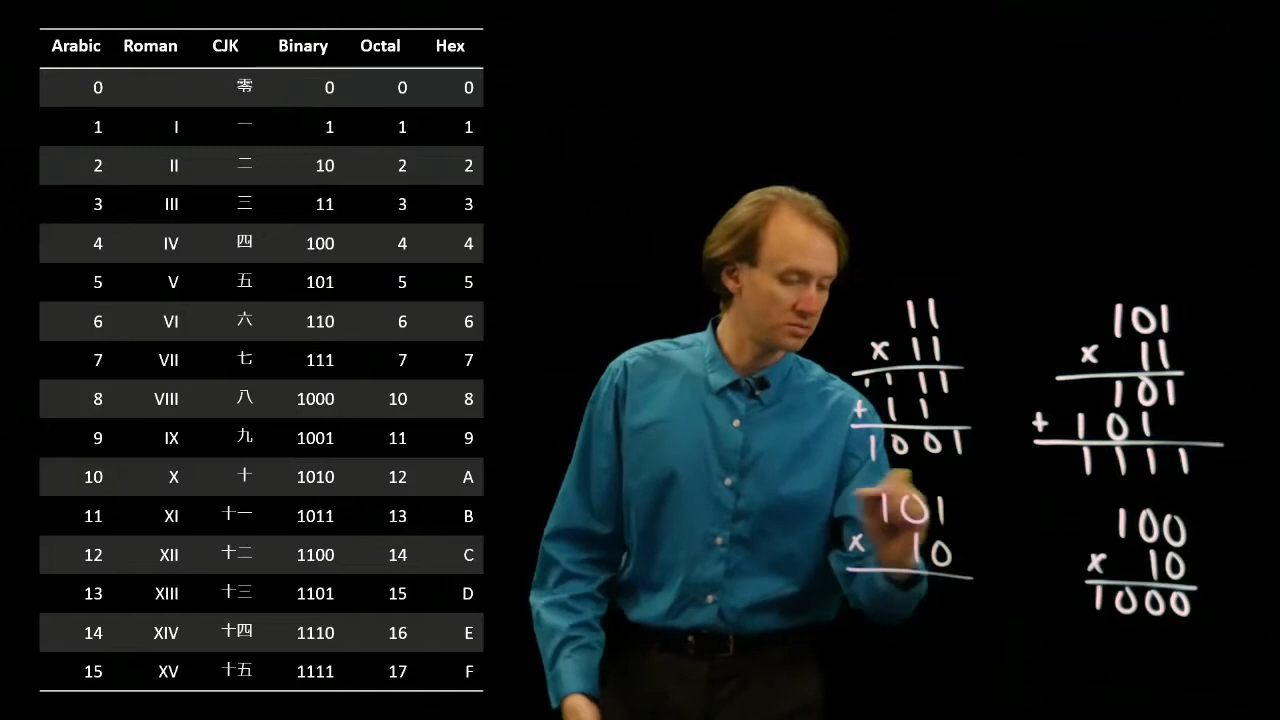 Arabic Roman CJK Binary Octal Hex
0 零 0 0 0
1 I 一 1 1 1
2 II 二 10 2 2
3 III 三 11 3 3
4 IV 四 100 4 4
5 V 五 101 5 5
6 VI 六 110 6 6
7 VII 七 111 7 7
8 VIII 八 1000 10 8
9 IX 九 1001 11 9
10 X 十 1010 12 A
11 XI 十一 1011 13 B
12 XII 十二 1100 14 C
13 XIII 十三 1101 15 D
14 XIV 十四 1110 16 E
15 XV 十五 1111 17 F
11
x 11
1 1 11
+ 11
1001
101
x 11
101
+ 101
1111
101
x 10
100
x 10
1000